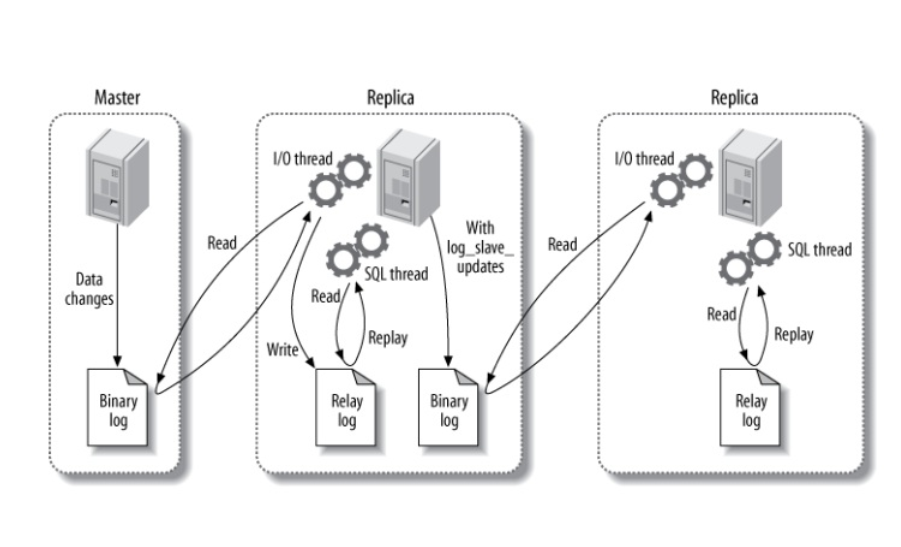 Master
Replica
Replica
I/O thread
I/O thread
Read
With
log_slave_
updates
Read
SQL thread
SQL thread
Data
changes
Read
Replay
Write
Read
Replay
Binary
log
Relay
log
Binary
log
Relay
log